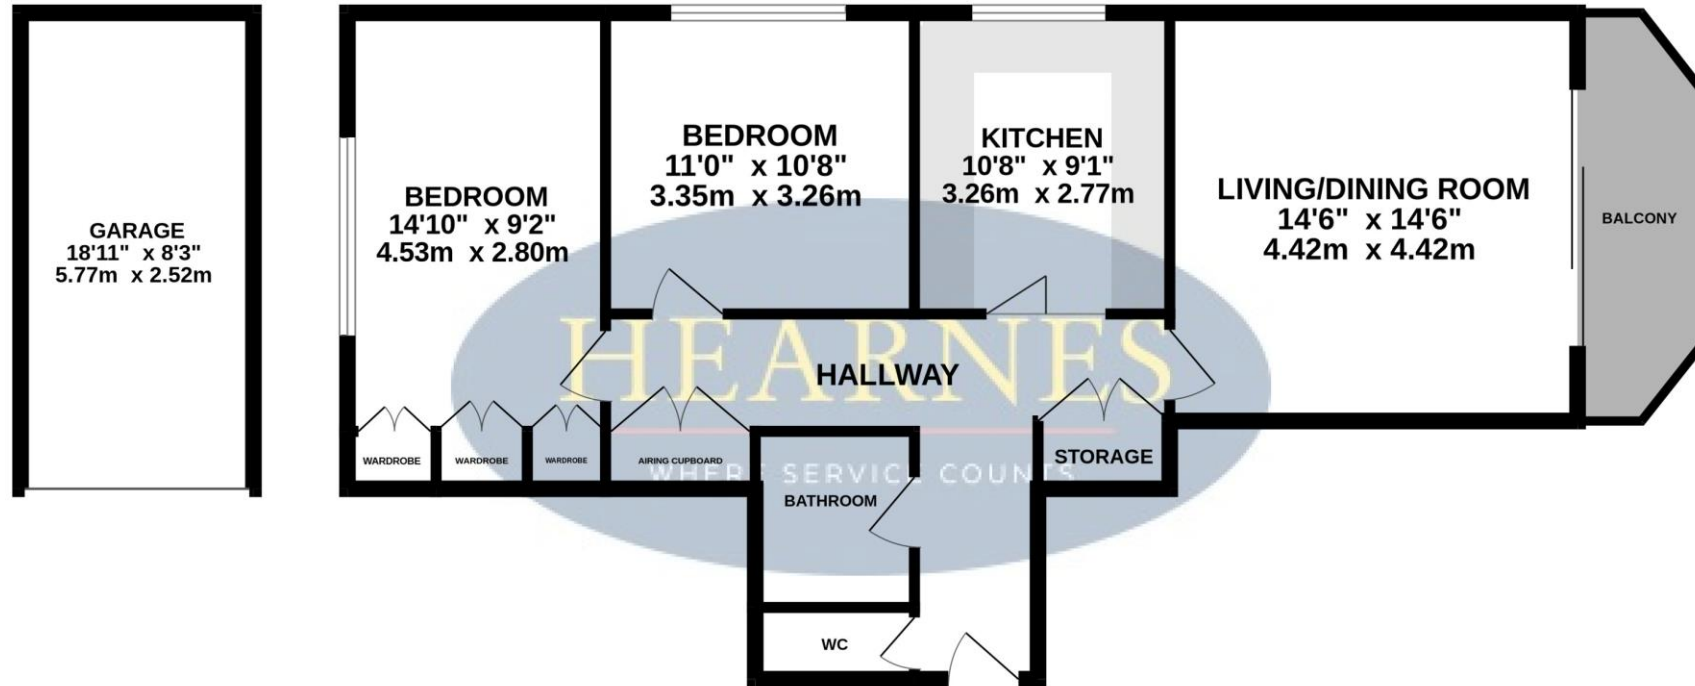 GARAGE
18'11" x 8'3"
5.77m x 2.52m
BEDROOM
14'10" x 9'2"
4.53m x 2.80m
BEDROOM
11'0" x 10'8"
3.35m x 3.26m
KITCHEN
10'8" x 9'1"
3.26m x 2.77m
LIVING/DINING ROOM
14'6" x 14'6"
4.42m x 4.42m
BALCONY
HEARNES
HALLWAY
WARDROBE
WARDROBE
WARDROBE
AIRING CUPBOARD
STORAGE
WHERE SERVICE COUNTS
BATHROOM
WC